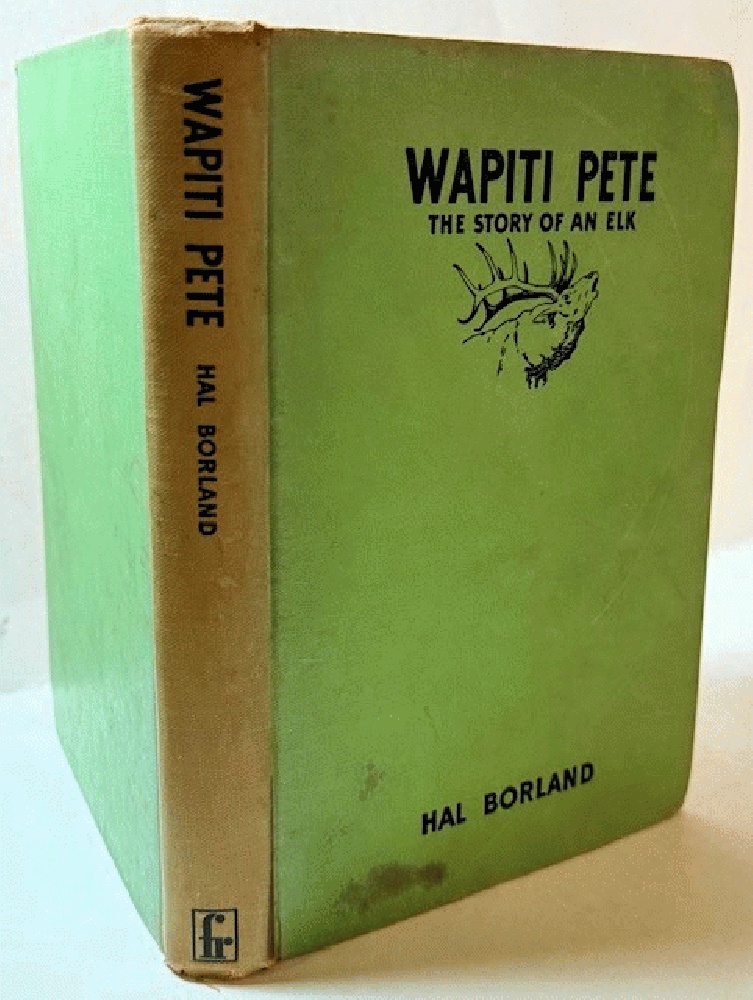 WAPITI PETE
HAL BORLAND
fr
WAPITI PETE
THE STORY OF AN ELK
HAL BORLAND